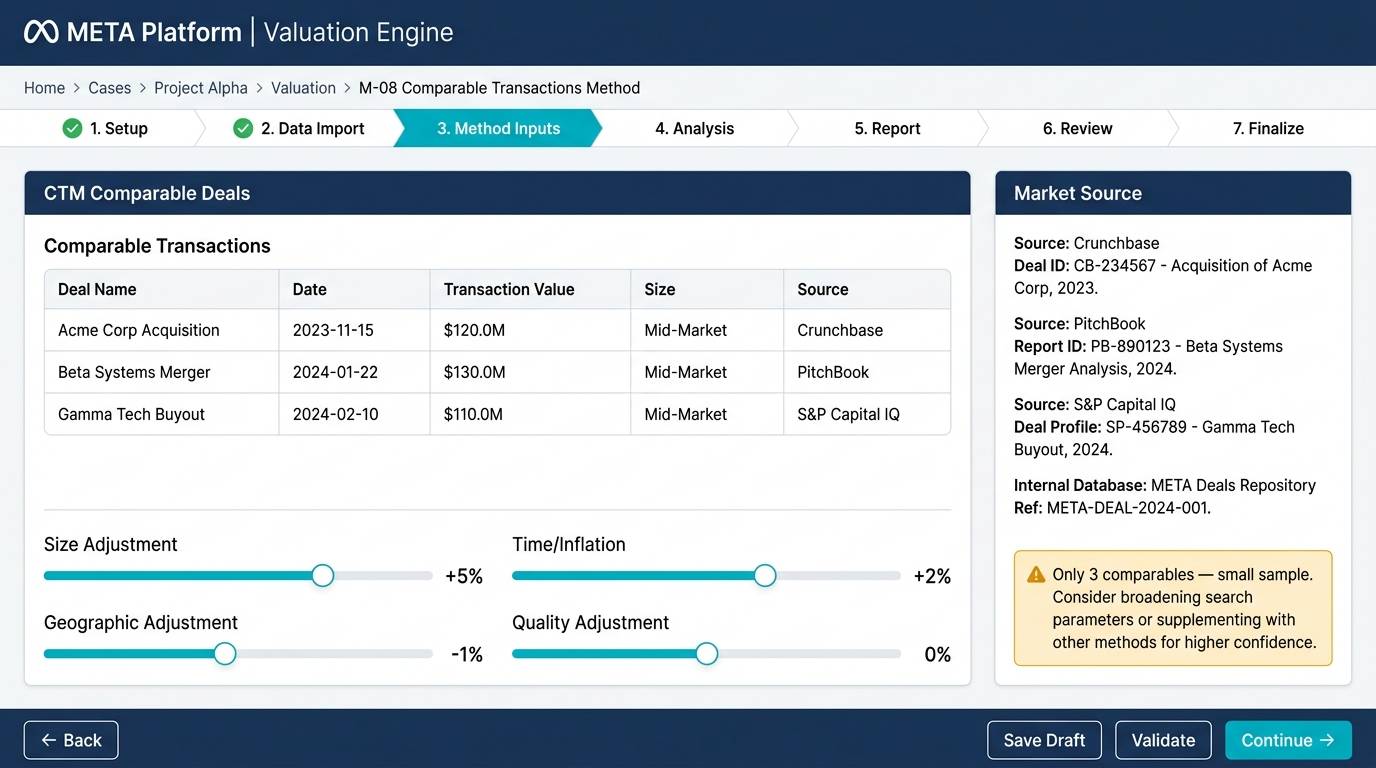 META Platform | Valuation Engine
Home > Cases > Project Alpha > Valuation > M-08 Comparable Transactions Method
1. Setup
2. Data Import
3. Method Inputs
4. Analysis
5. Report
6. Review
7. Finalize
CTM Comparable Deals
Comparable Transactions
Deal Name Date Transaction Value Size Source
Acme Corp Acquisition 2023-11-15 $120.0M Mid-Market Crunchbase
Beta Systems Merger 2024-01-22 $130.0M Mid-Market PitchBook
Gamma Tech Buyout 2024-02-10 $110.0M Mid-Market S&P Capital IQ
Size Adjustment
+5%
Time/Inflation
+2%
Geographic Adjustment
-1%
Quality Adjustment
0%
Market Source
Source: Crunchbase
Deal ID: CB-234567 - Acquisition of Acme
Corp, 2023.
Source: PitchBook
Report ID: PB-890123 - Beta Systems
Merger Analysis, 2024.
Source: S&P Capital IQ
Deal Profile: SP-456789 - Gamma Tech
Buyout, 2024.
Internal Database: META Deals Repository
Ref: META-DEAL-2024-001.
Only 3 comparables — small sample.
Consider broadening search
parameters or supplementing with
other methods for higher confidence.
← Back
Save Draft
Validate
Continue →